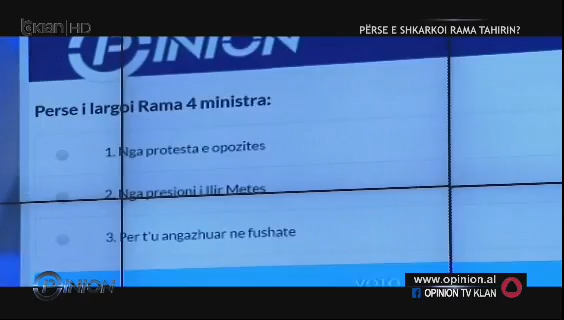 tvklan HD
PËRSE E SHKARKOI RAMA TAHIRIN?
OPINION
Perse i largoi Rama 4 ministra:
1. Nga protesta e opozites
2. Nga presioni i Ilir Metes
3. Per t'u angazhuar ne fushate
www.opinion.al
OPINION
OPINION TV KLAN